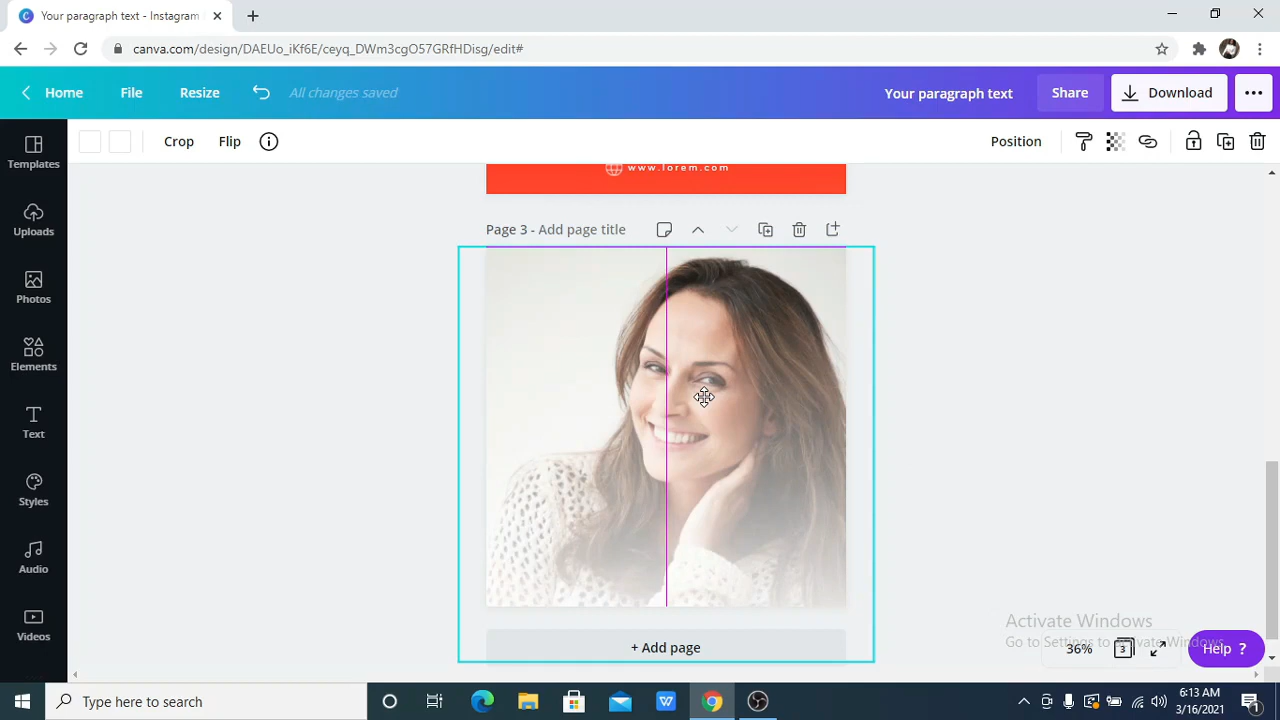 Your paragraph text - Instagram
canva.com/design/DAEUo_iKf6E/ceyq_DWm3cgO57GRfHDisg/edit#
Home
File
Resize
All changes saved
Your paragraph text
Share
Download
Crop
Flip
Position
Templates
Uploads
Photos
Elements
Text
Styles
Audio
Videos
www.lorem.com
Page 3 - Add page title
+ Add page
Activate Windows
Go to Settings to activate Windows.
36%
3
Help ?
Type here to search
6:13 AM
3/16/2021
1